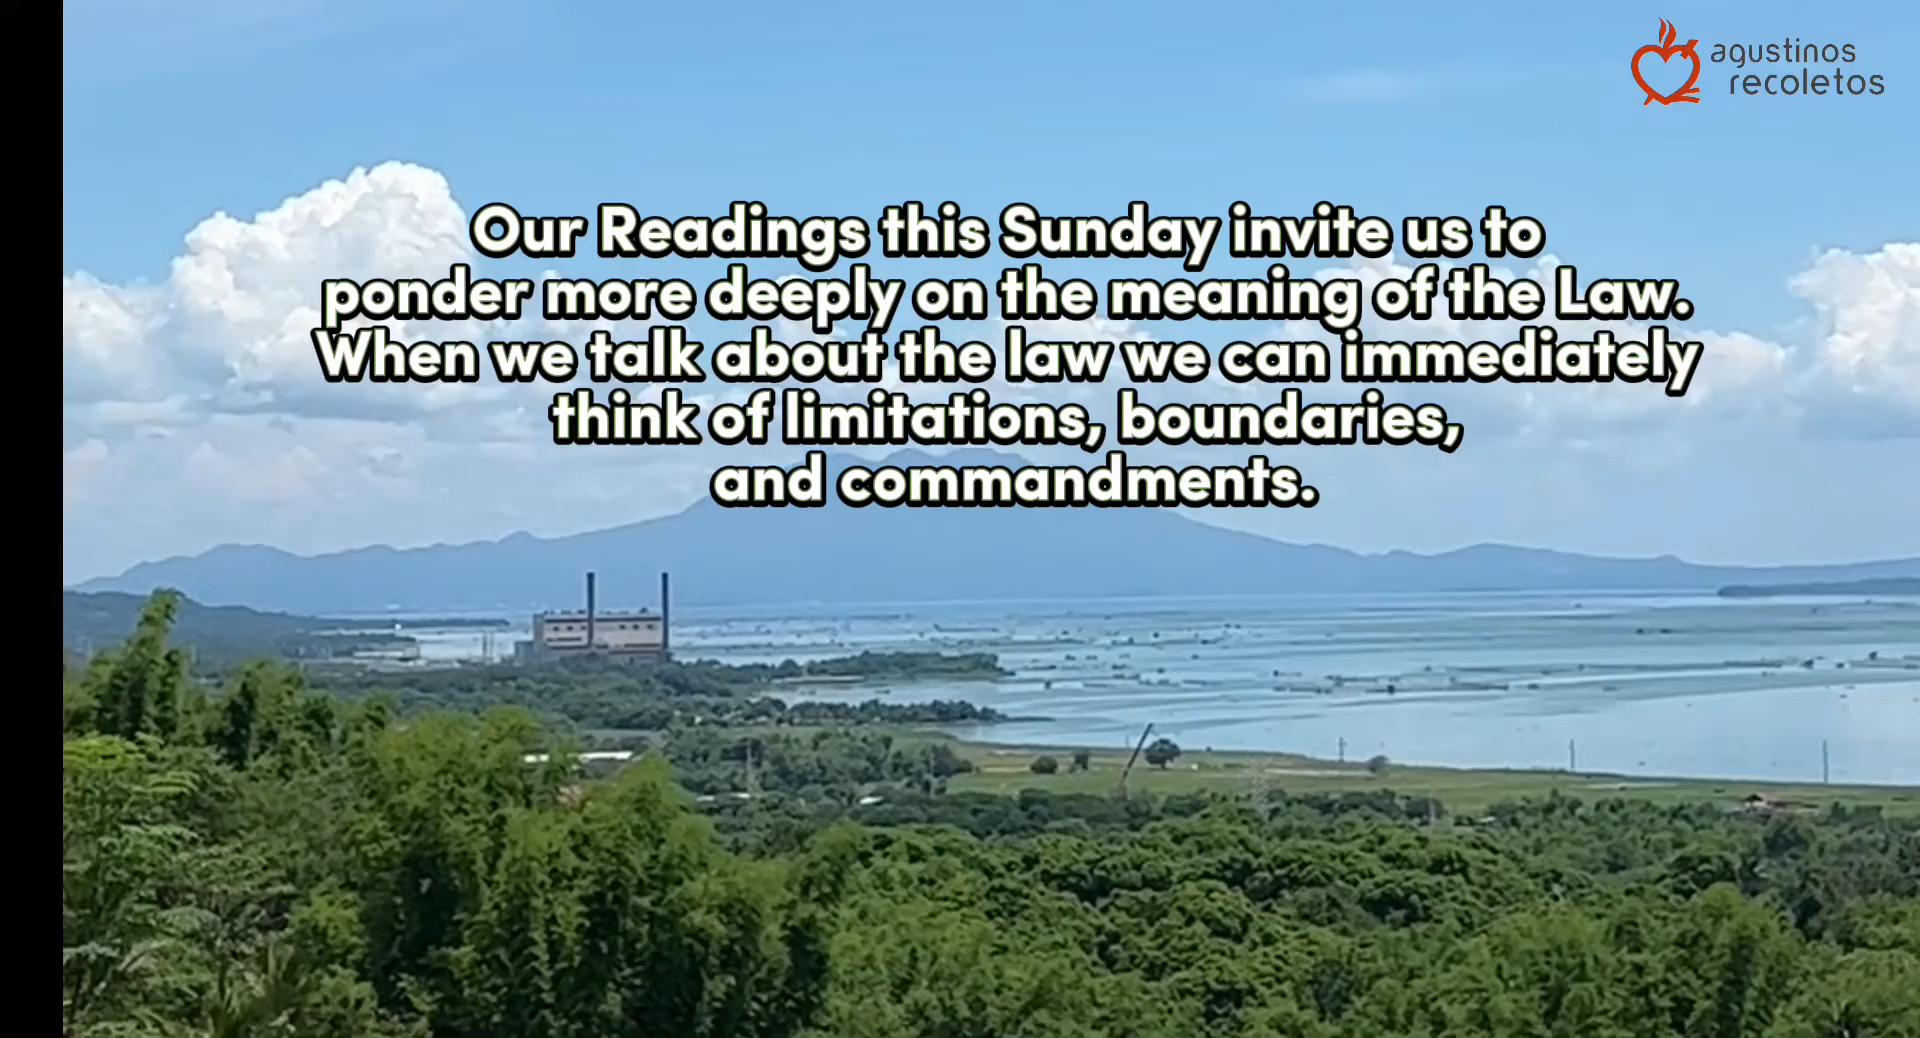 agustinos
recoletos
Our Readings this Sunday invite us to
ponder more deeply on the meaning of the Law.
When we talk about the law we can immediately
think of limitations, boundaries,
and commandments.